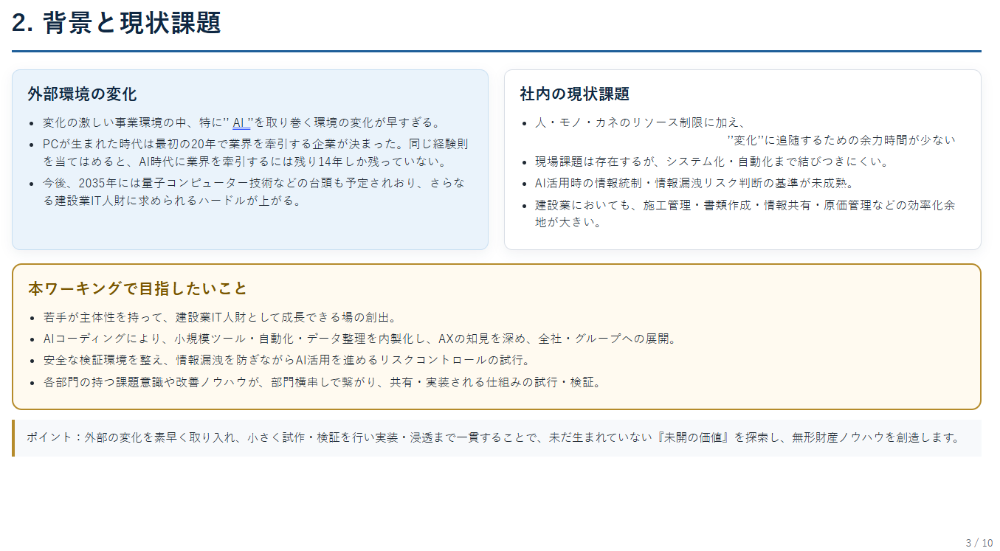 2. 背景と現状課題
外部環境の変化
• 変化の激しい事業環境の中、特に” AI ”を取り巻く環境の変化が早すぎる。
• PCが生まれた時代は最初の20年で業界を牽引する企業が決まった。同じ経験則
を当てはめると、AI時代に業界を牽引するには残り14年しか残っていない。
• 今後、2035年には量子コンピューター技術などの台頭も予定されおり、さらな
る建設業IT人財に求められるハードルが上がる。
社内の現状課題
• 人・モノ・カネのリソース制限に加え、
”変化”に追随するための余力時間が少ない
• 現場課題は存在するが、システム化・自動化まで結びつきにくい。
• AI活用時の情報統制・情報漏洩リスク判断の基準が未成熟。
• 建設業においても、施工管理・書類作成・情報共有・原価管理などの効率化余
地が大きい。
本ワーキングで目指したいこと
• 若手が主体性を持って、建設業IT人財として成長できる場の創出。
• AIコーディングにより、小規模ツール・自動化・データ整理を内製化し、AXの知見を深め、全社・グループへの展開。
• 安全な検証環境を整え、情報漏洩を防ぎながらAI活用を進めるリスクコントロールの試行。
• 各部門の持つ課題意識や改善ノウハウが、部門横串しで繋がり、共有・実装される仕組みの試行・検証。
ポイント：外部の変化を素早く取り入れ、小さく試作・検証を行い実装・浸透まで一貫することで、未だ生まれていない『未開の価値』を探索し、無形財産ノウハウを創造します。
3 / 10